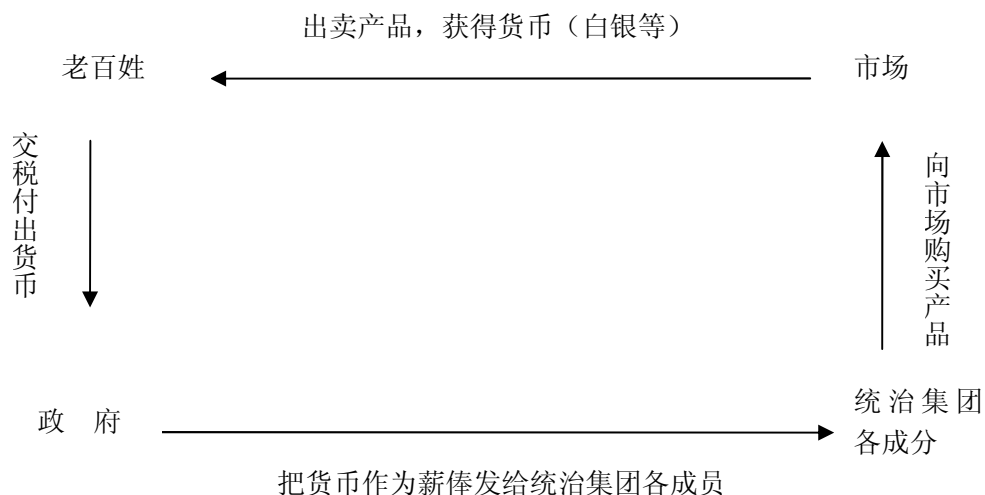 出卖产品，获得货币（白银等）
老百姓
市场
交税付出货币
向市场购买产品
政　府
统治集团
各成分
把货币作为薪俸发给统治集团各成员